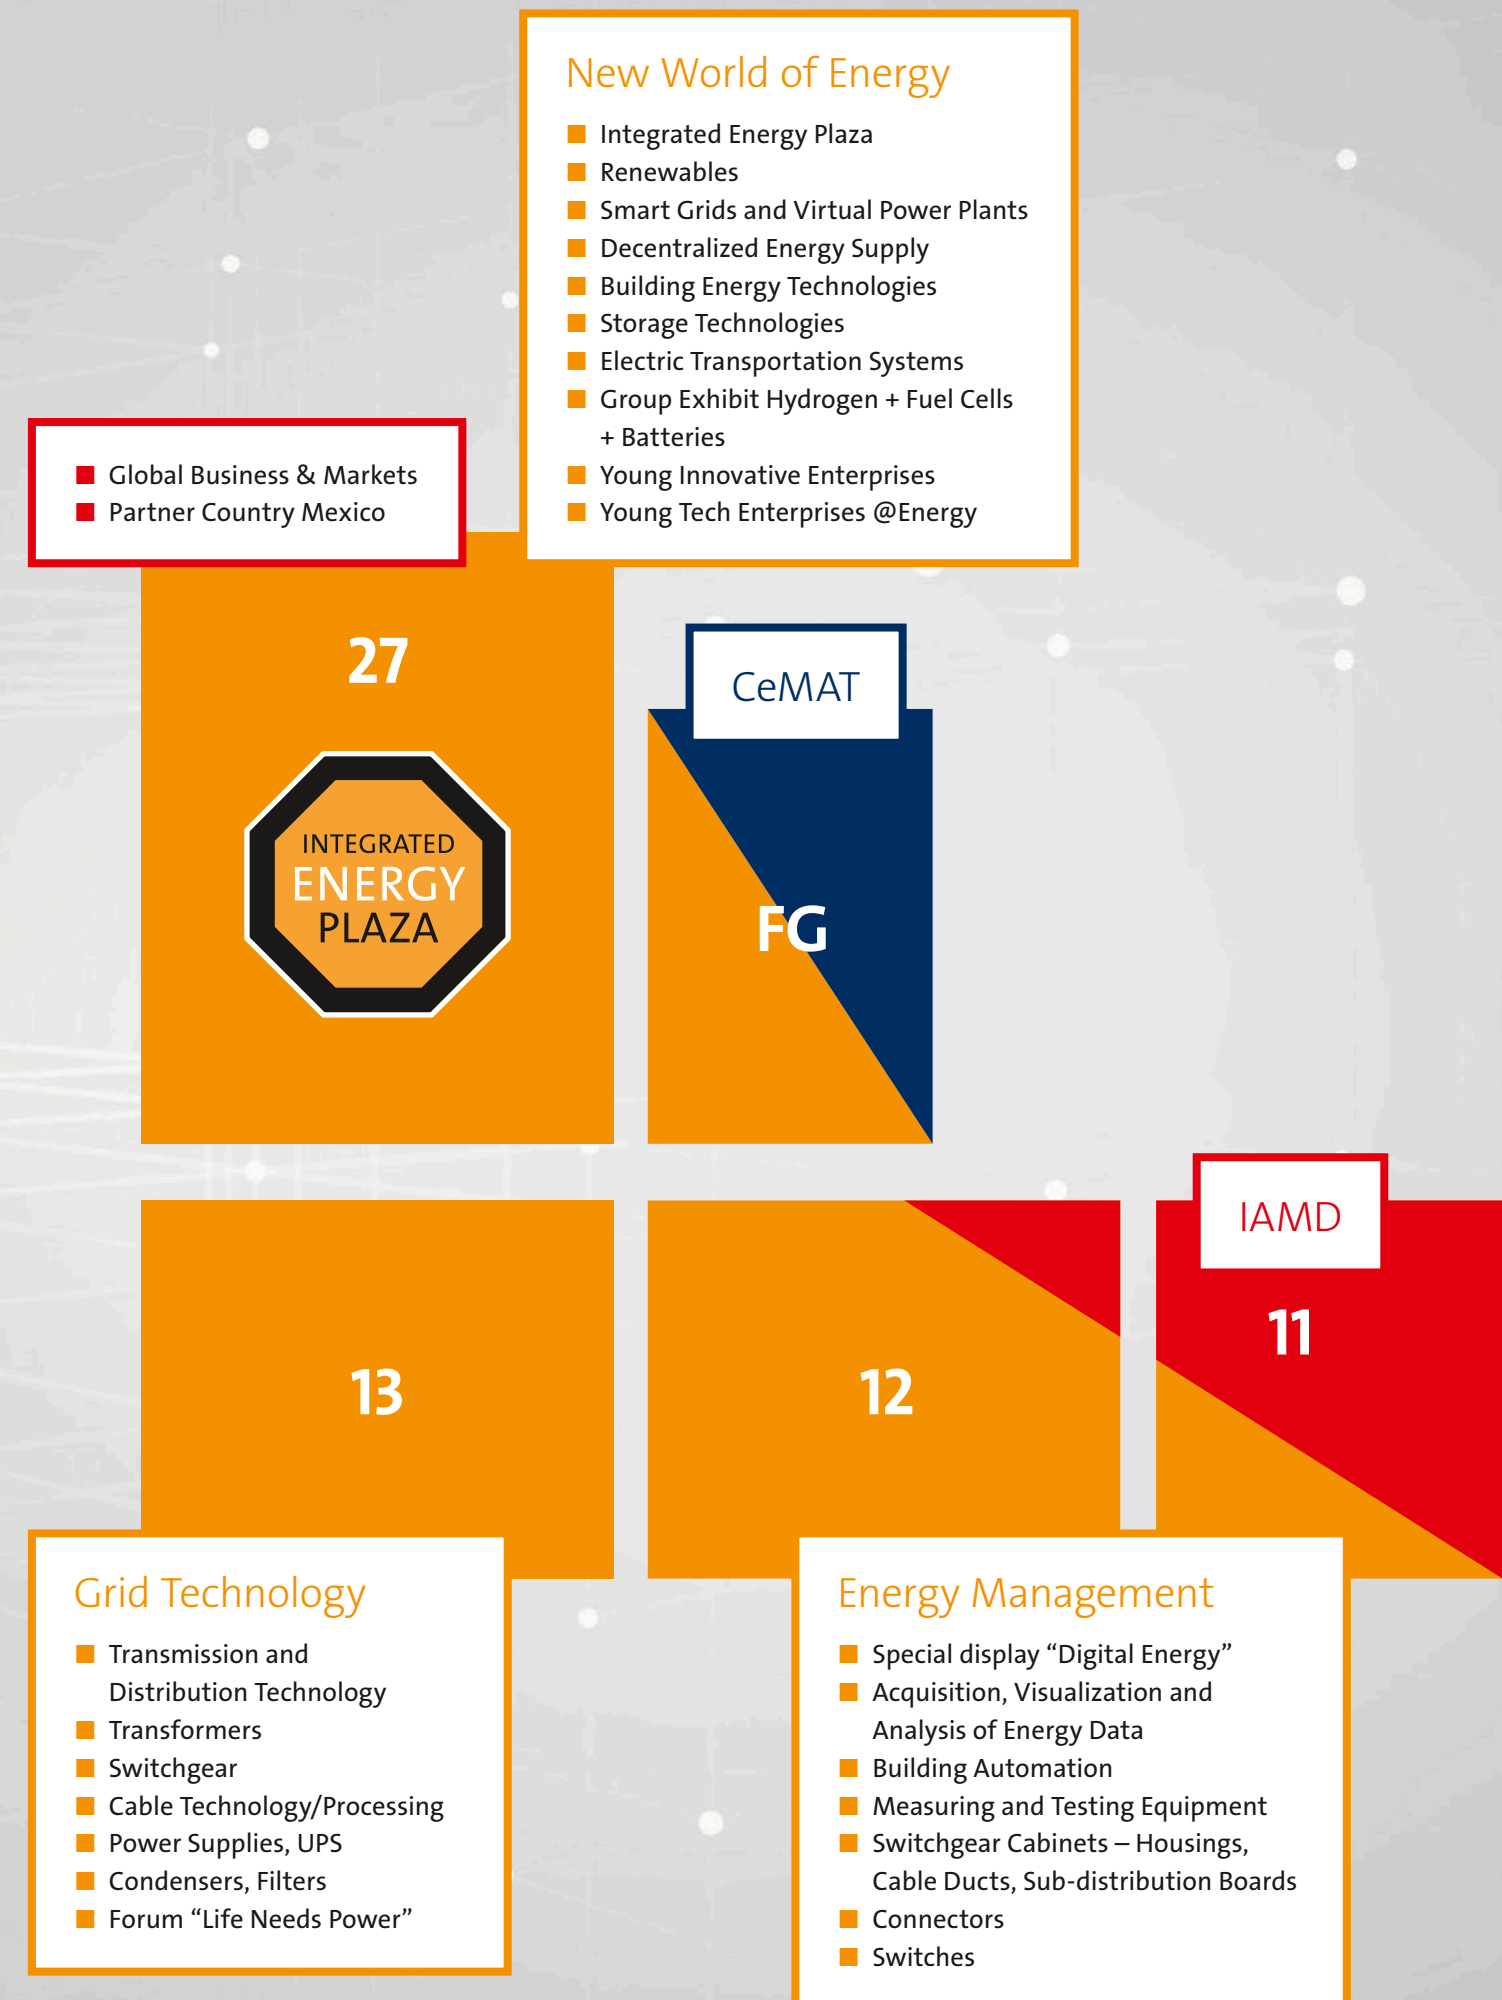 New World of Energy
Integrated Energy Plaza
Renewables
Smart Grids and Virtual Power Plants
Decentralized Energy Supply
Building Energy Technologies
Storage Technologies
Electric Transportation Systems
Group Exhibit Hydrogen + Fuel Cells
+ Batteries
Young Innovative Enterprises
Young Tech Enterprises @Energy
Global Business & Markets
Partner Country Mexico
27
INTEGRATED
ENERGY
PLAZA
CeMAT
FG
IAMD
11
13
12
Grid Technology
Transmission and
Distribution Technology
Transformers
Switchgear
Cable Technology/Processing
Power Supplies, UPS
Condensers, Filters
Forum “Life Needs Power”
Energy Management
Special display “Digital Energy”
Acquisition, Visualization and
Analysis of Energy Data
Building Automation
Measuring and Testing Equipment
Switchgear Cabinets – Housings,
Cable Ducts, Sub-distribution Boards
Connectors
Switches